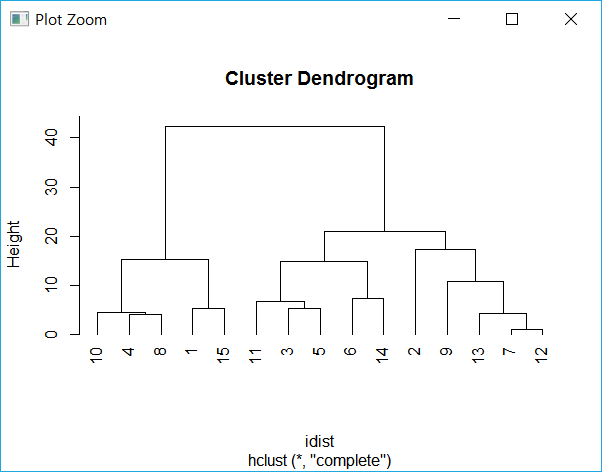 Plot Zoom
Cluster Dendrogram
Height
40
30
20
10
0
10 4 8 1 15 11 3 5 6 14 2 9 13 7 12
idist
hclust (*, "complete")